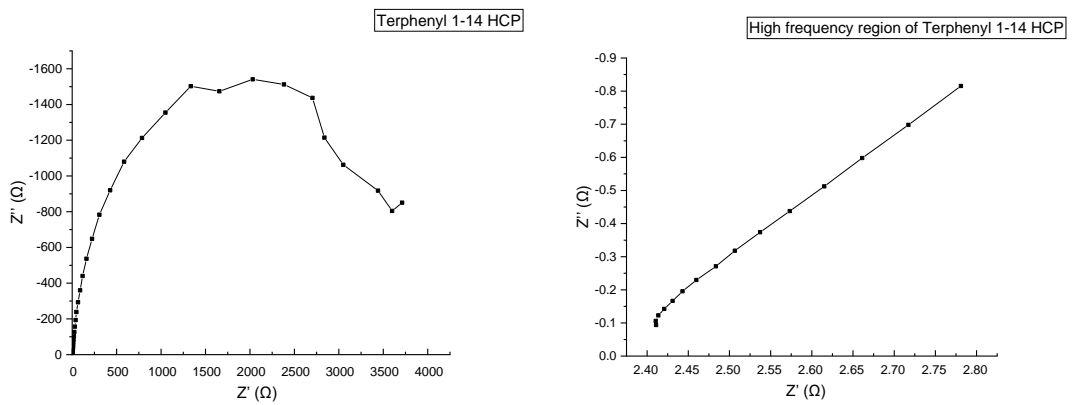 Terphenyl 1-14 HCP
-1600
-1400
-1200
-1000
-800
-600
-400
-200
0
Z'' (Ω)
0 500 1000 1500 2000 2500 3000 3500 4000
Z' (Ω)
High frequency region of Terphenyl 1-14 HCP
-0.9
-0.8
-0.7
-0.6
-0.5
-0.4
-0.3
-0.2
-0.1
0.0
Z'' (Ω)
2.40 2.45 2.50 2.55 2.60 2.65 2.70 2.75 2.80
Z' (Ω)